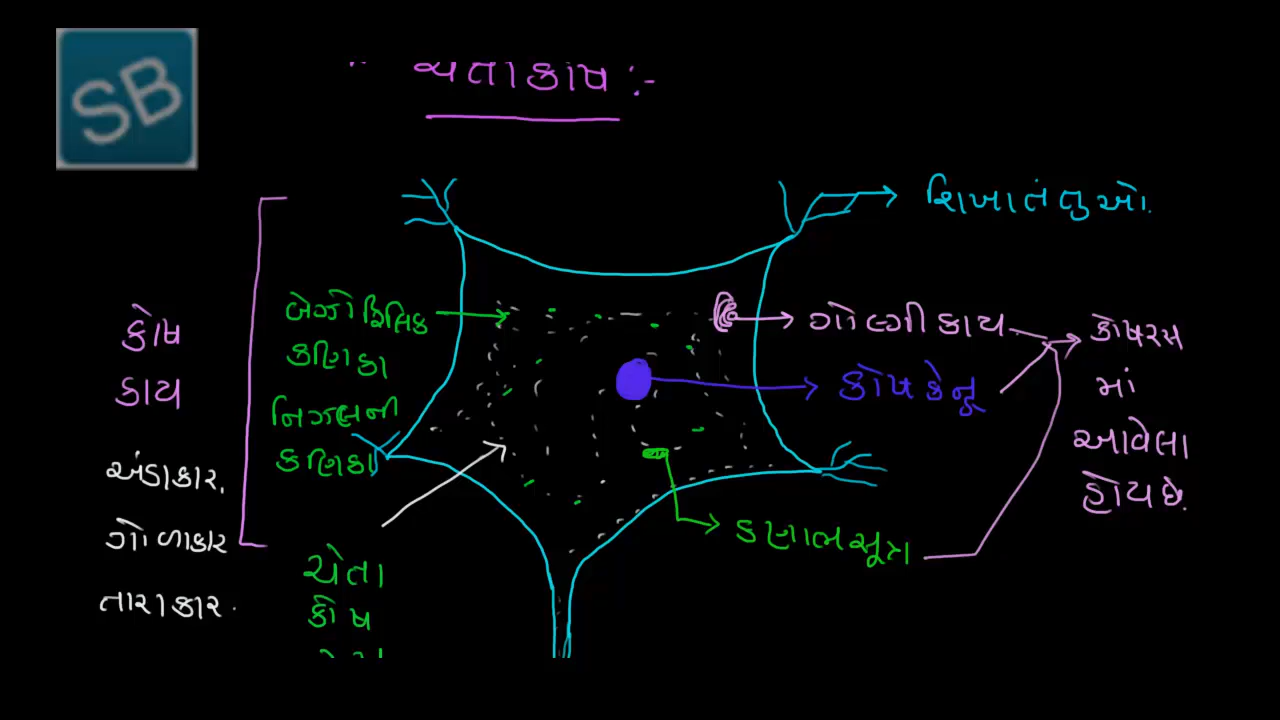 SB
ચેતાકોષ :-
શિખાતંતુઓ.
બેઝોફિલિક
કણિકા
નિઝલની
કણિકા
કોષ
કાય
અંડાકાર.
ગોળાકાર
તારાકાર.
ગોલ્ગીકાય
કોષકેન્દ્ર
કણાભસૂત્ર
કોષરસ
માં
આવેલા
હોય છે.
ચેતા
કોષ